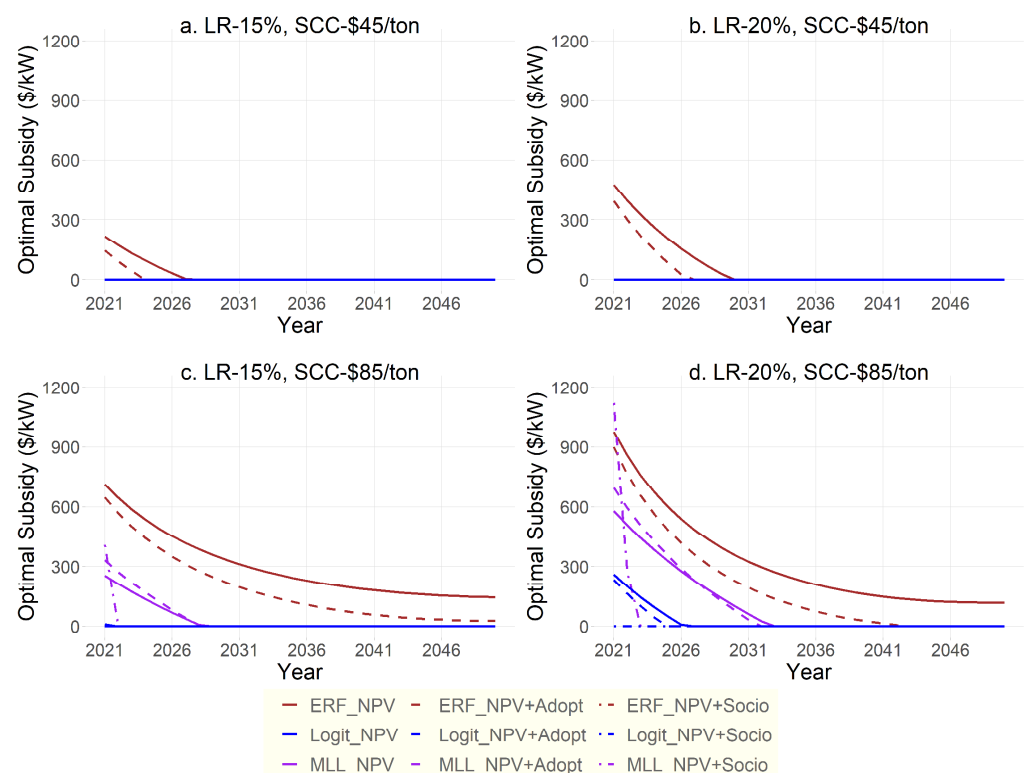 a. LR-15%, SCC-$45/ton
Optimal Subsidy ($/kW)
1200
900
600
300
0
2021 2026 2031 2036 2041 2046
Year
b. LR-20%, SCC-$45/ton
Optimal Subsidy ($/kW)
1200
900
600
300
0
2021 2026 2031 2036 2041 2046
Year
c. LR-15%, SCC-$85/ton
Optimal Subsidy ($/kW)
1200
900
600
300
0
2021 2026 2031 2036 2041 2046
Year
d. LR-20%, SCC-$85/ton
Optimal Subsidy ($/kW)
1200
900
600
300
0
2021 2026 2031 2036 2041 2046
Year
ERF_NPV ERF_NPV+Adopt ERF_NPV+Socio
Logit_NPV Logit_NPV+Adopt Logit_NPV+Socio
MLL_NPV MLL_NPV+Adopt MLL_NPV+Socio